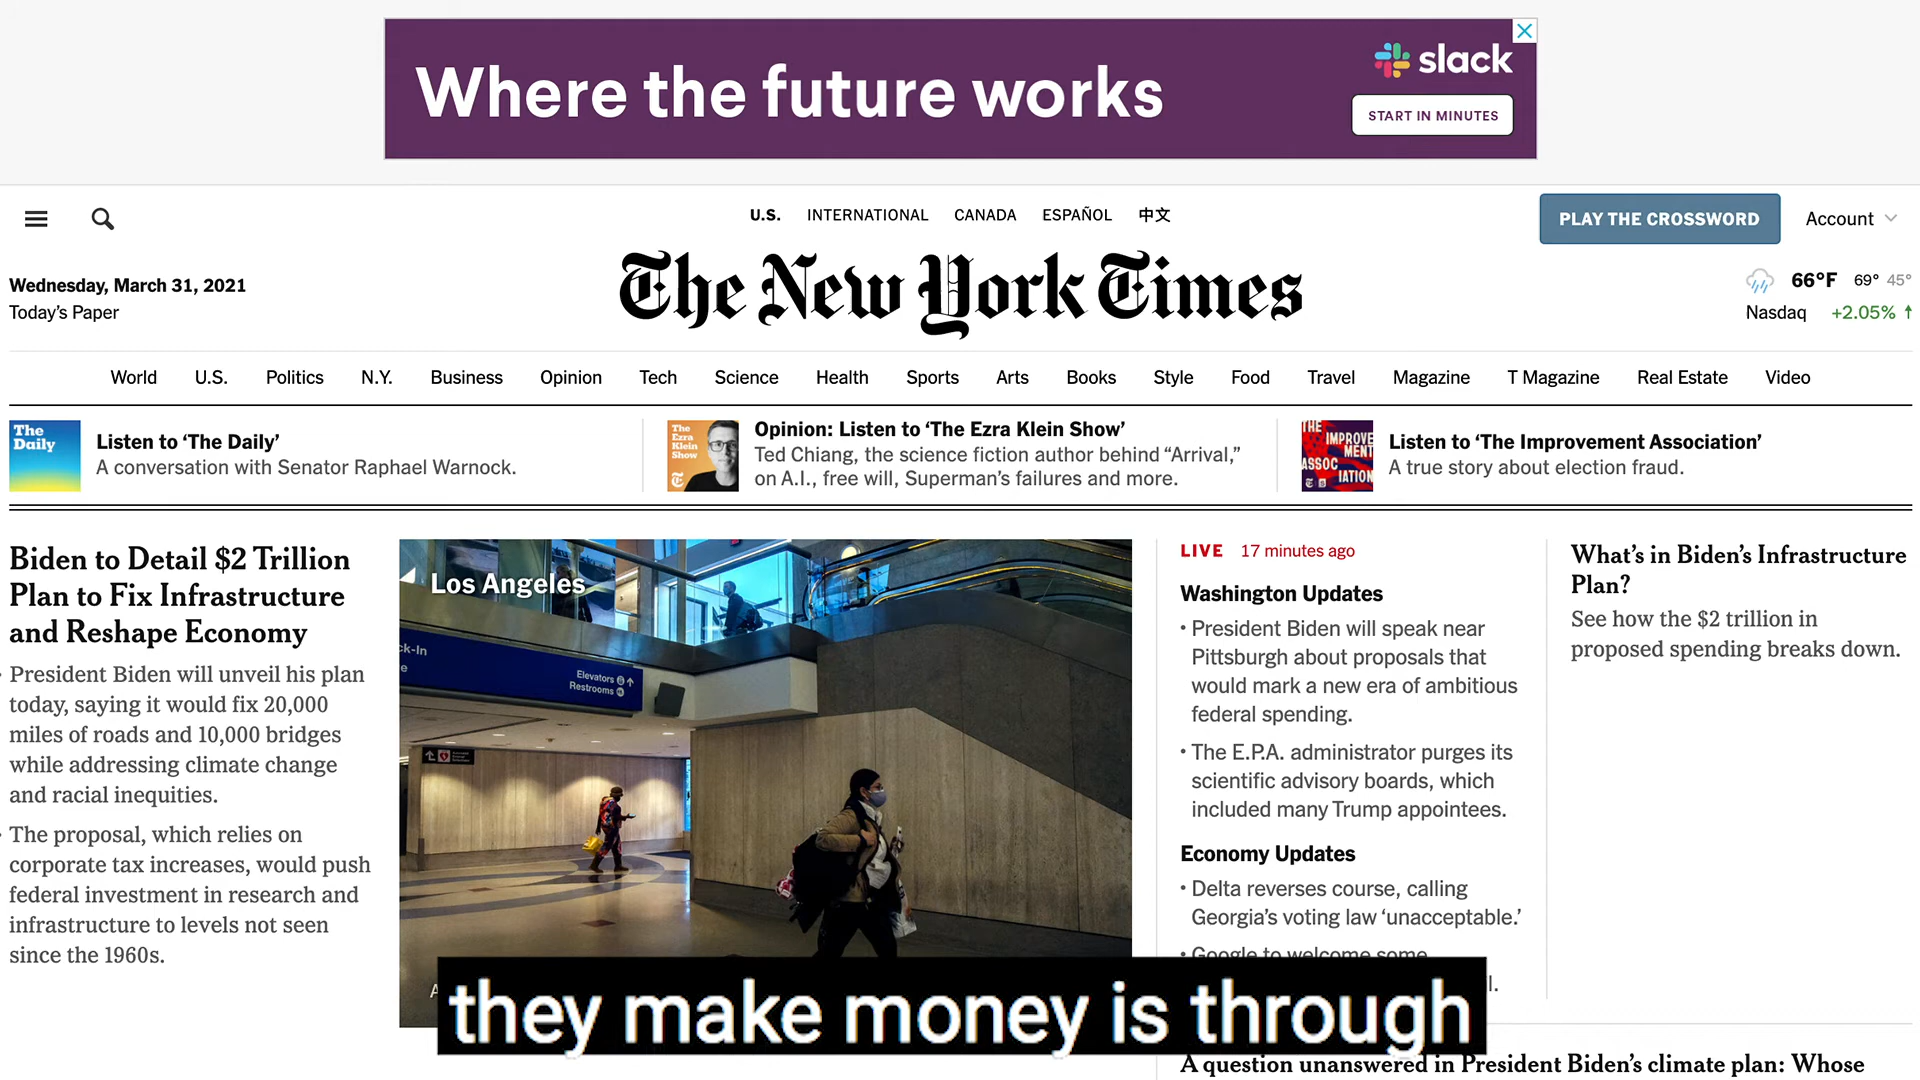 Where the future works
slack
START IN MINUTES
U.S. INTERNATIONAL CANADA ESPAÑOL 中文
PLAY THE CROSSWORD
Account
Wednesday, March 31, 2021
Today's Paper
The New York Times
66°F 69° 45°
Nasdaq +2.05% ↑
World U.S. Politics N.Y. Business Opinion Tech Science Health Sports Arts Books Style Food Travel Magazine T Magazine Real Estate Video
The
Daily
Listen to ‘The Daily’
A conversation with Senator Raphael Warnock.
The
Ezra
Klein
Show
Opinion: Listen to ‘The Ezra Klein Show’
Ted Chiang, the science fiction author behind “Arrival,”
on A.I., free will, Superman’s failures and more.
THE
IMPROVE
MENT
ASSOC
IATION
Listen to ‘The Improvement Association’
A true story about election fraud.
Biden to Detail $2 Trillion
Plan to Fix Infrastructure
and Reshape Economy
President Biden will unveil his plan
today, saying it would fix 20,000
miles of roads and 10,000 bridges
while addressing climate change
and racial inequities.
The proposal, which relies on
corporate tax increases, would push
federal investment in research and
infrastructure to levels not seen
since the 1960s.
Los Angeles
ck-In
e
Elevators
Restrooms
LIVE 17 minutes ago
Washington Updates
• President Biden will speak near
Pittsburgh about proposals that
would mark a new era of ambitious
federal spending.
• The E.P.A. administrator purges its
scientific advisory boards, which
included many Trump appointees.
Economy Updates
• Delta reverses course, calling
Georgia’s voting law ‘unacceptable.’
• Google to welcome some
l.
What’s in Biden’s Infrastructure
Plan?
See how the $2 trillion in
proposed spending breaks down.
they make money is through
A question unanswered in President Biden’s climate plan: Whose